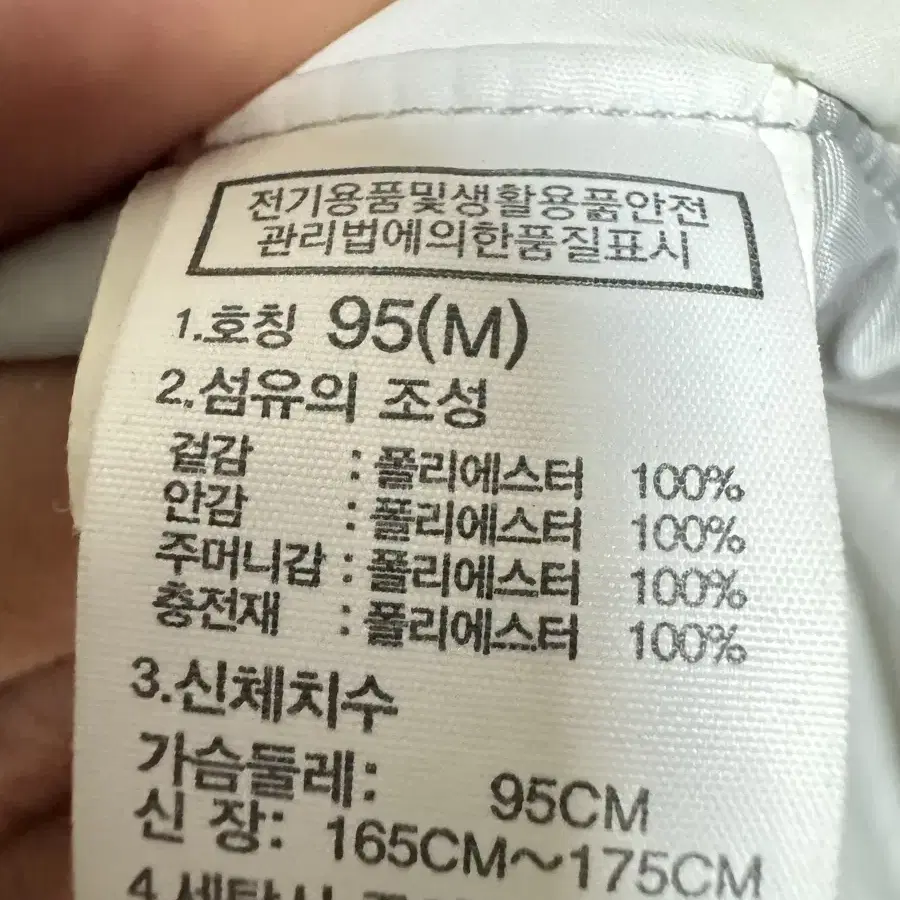 전기용품및생활용품안전
관리법에의한품질표시
1.호칭 95(M)
2.섬유의 조성
겉감 : 폴리에스터 100%
안감 : 폴리에스터 100%
주머니감 : 폴리에스터 100%
충전재 : 폴리에스터 100%
3.신체치수
가슴둘레: 95CM
신 장: 165CM~175CM
4.세탁시